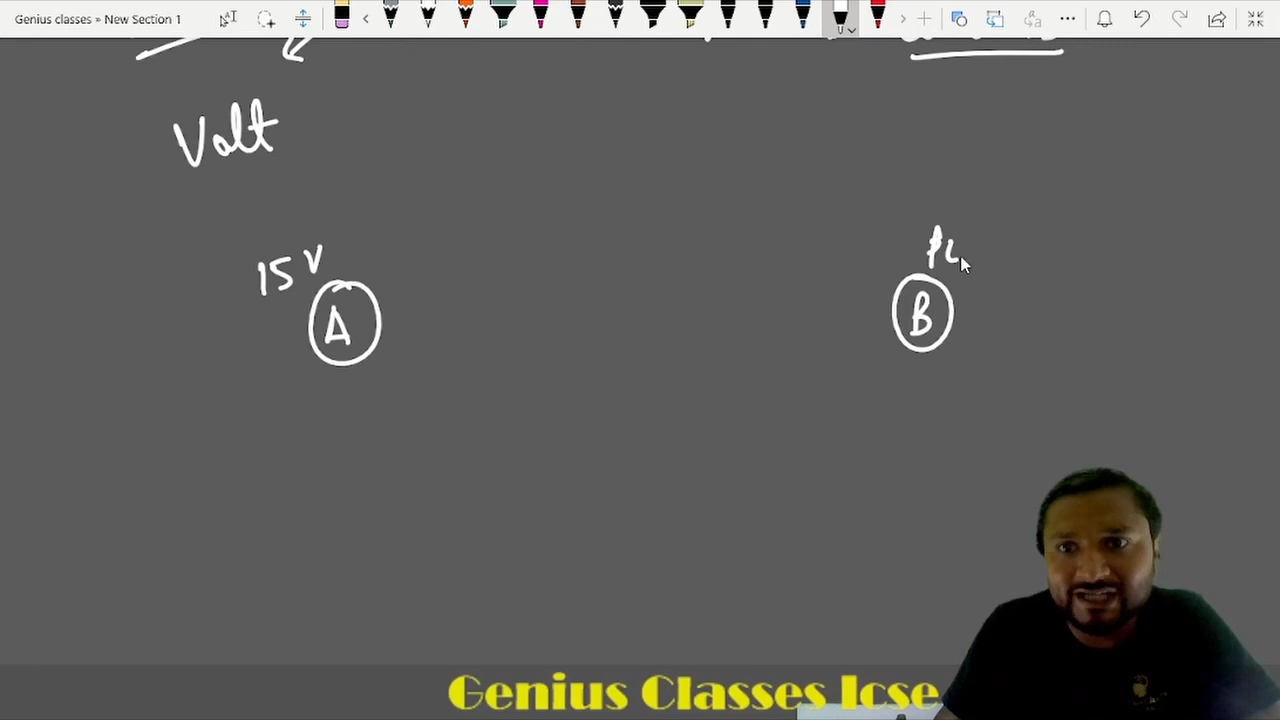 Genius classes » New Section 1
Volt
15 V
A
B
Genius Classes Icse